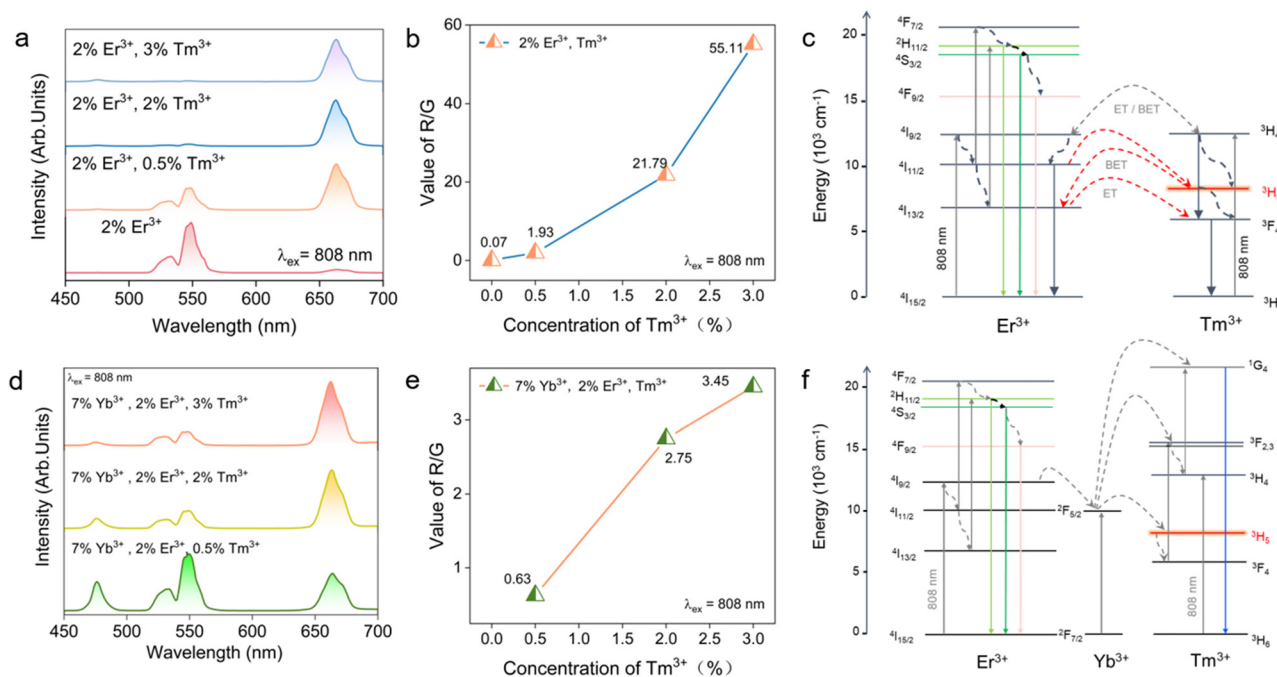 a
2% Er³⁺, 3% Tm³⁺
2% Er³⁺, 2% Tm³⁺
2% Er³⁺, 0.5% Tm³⁺
2% Er³⁺
λex= 808 nm
Intensity (Arb.Units)
450 500 550 600 650 700
Wavelength (nm)
b
2% Er³⁺, Tm³⁺
60
40
20
0
55.11
21.79
1.93
0.07
λex = 808 nm
Value of R/G
0.0 0.5 1.0 1.5 2.0 2.5 3.0
Concentration of Tm³⁺ (%)
c
Energy (10³ cm⁻¹)
20
15
10
5
0
⁴F7/2
²H11/2
⁴S3/2
⁴F9/2
⁴I9/2
⁴I11/2
⁴I13/2
⁴I15/2
808 nm
ET / BET
BET
ET
³H
³F
808 nm
³H
Er³⁺
Tm³⁺
d
λex = 808 nm
7% Yb³⁺ , 2% Er³⁺, 3% Tm³⁺
7% Yb³⁺ , 2% Er³⁺, 2% Tm³⁺
7% Yb³⁺ , 2% Er³⁺, 0.5% Tm³⁺
Intensity (Arb.Units)
450 500 550 600 650 700
Wavelength (nm)
e
7% Yb³⁺, 2% Er³⁺, Tm³⁺
3
2
1
3.45
2.75
0.63
λex = 808 nm
Value of R/G
0.0 0.5 1.0 1.5 2.0 2.5 3.0
Concentration of Tm³⁺ (%)
f
Energy (10³ cm⁻¹)
20
15
10
5
0
⁴F7/2
²H11/2
⁴S3/2
⁴F9/2
⁴I9/2
⁴I11/2
⁴I13/2
⁴I15/2
808 nm
²F5/2
²F7/2
¹G4
³F2,3
³H4
³H5
³F4
³H6
808 nm
Er³⁺
Yb³⁺
Tm³⁺